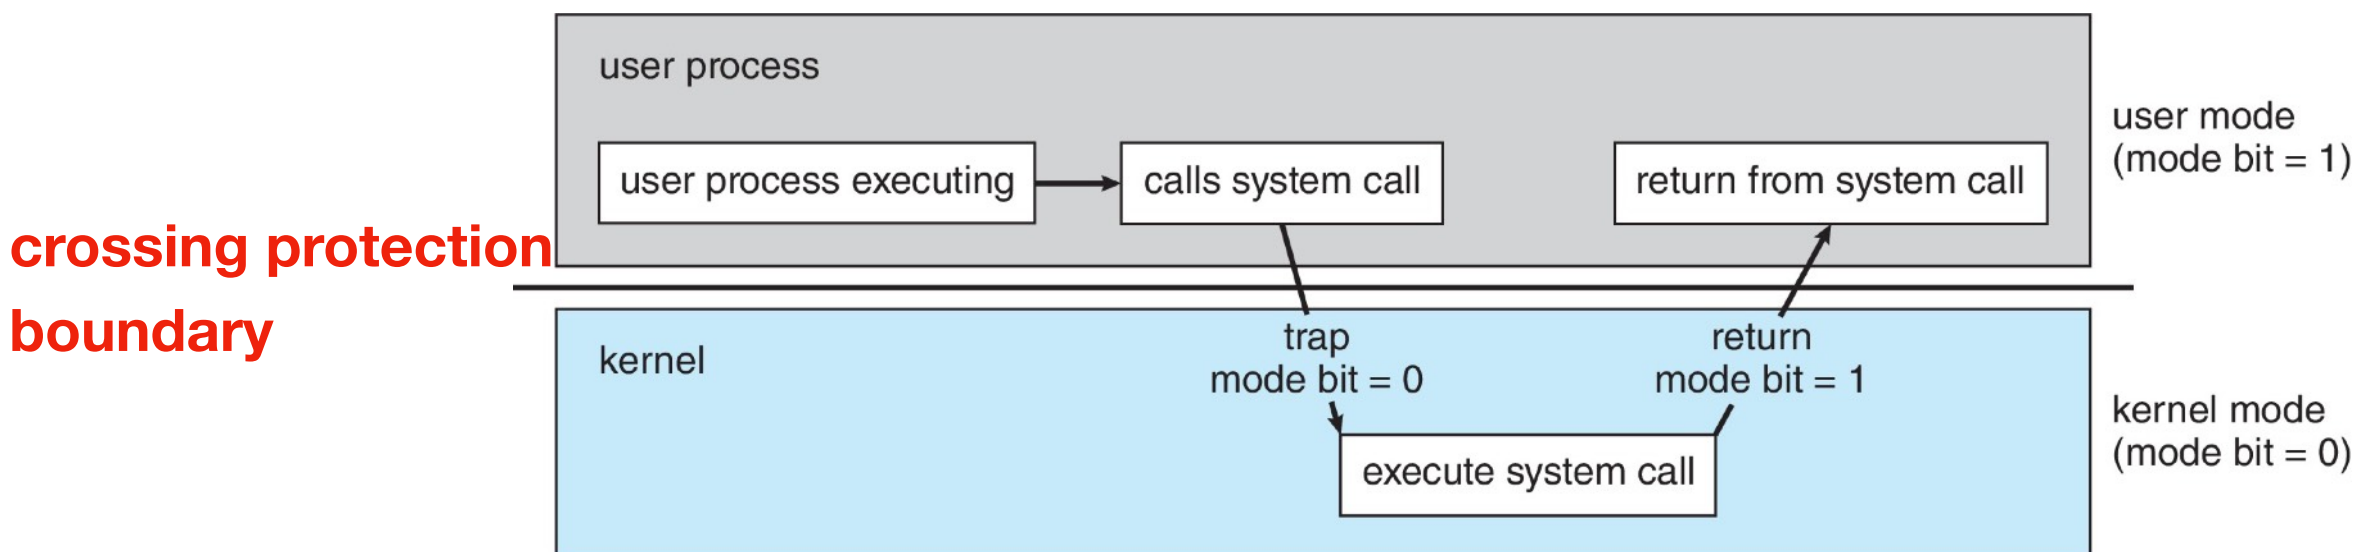 user process
user process executing
calls system call
return from system call
user mode
(mode bit = 1)
crossing protection
boundary
kernel
trap
mode bit = 0
return
mode bit = 1
execute system call
kernel mode
(mode bit = 0)